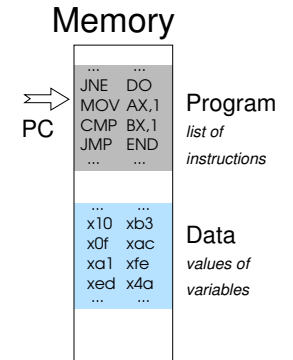 Memory
... ...
JNE DO
MOV AX,1
CMP BX,1
JMP END
... ...
PC
Program
list of
instructions
... ...
x10 xb3
x0f xac
xa1 xfe
xed x4a
... ...
Data
values of
variables